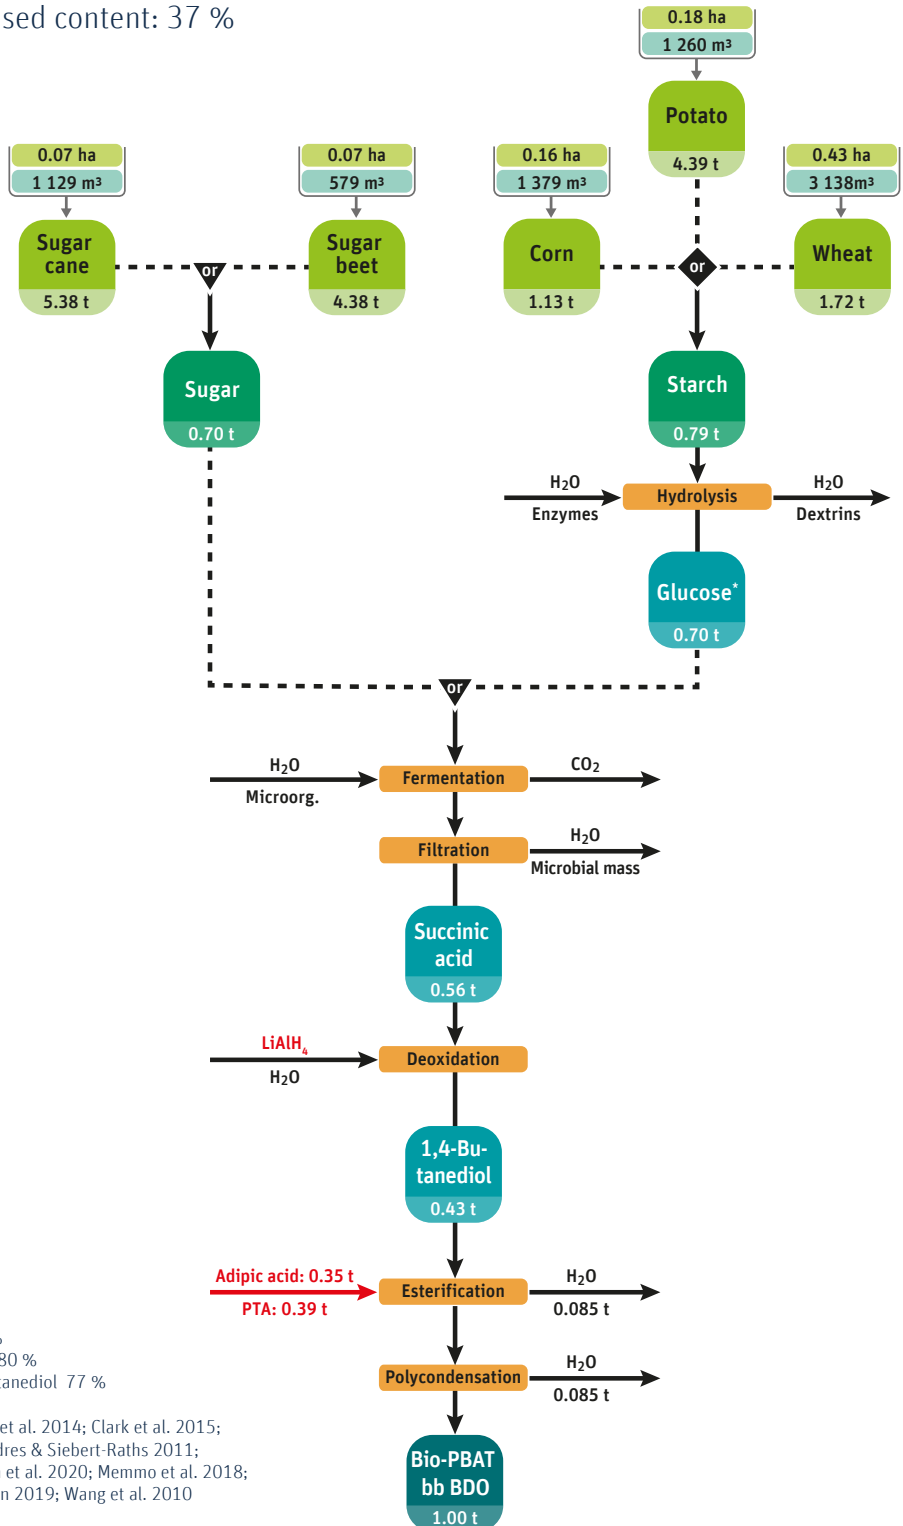 sed content: 37 %
0.18 ha
1 260 m³
Potato
4.39 t
0.07 ha
1 129 m³
Sugar
cane
5.38 t
0.07 ha
579 m³
Sugar
beet
4.38 t
0.16 ha
1 379 m³
Corn
1.13 t
0.43 ha
3 138m³
Wheat
1.72 t
or
or
Sugar
0.70 t
Starch
0.79 t
H₂O
Enzymes
Hydrolysis
H₂O
Dextrins
Glucose*
0.70 t
or
H₂O
Microorg.
Fermentation
CO₂
Filtration
H₂O
Microbial mass
Succinic
acid
0.56 t
LiAlH₄
H₂O
Deoxidation
1,4-Bu-
tanediol
0.43 t
Adipic acid: 0.35 t
PTA: 0.39 t
Esterification
H₂O
0.085 t
Polycondensation
H₂O
0.085 t
Bio-PBAT
bb BDO
1.00 t
%
80 %
tanediol 77 %
et al. 2014; Clark et al. 2015;
dres & Siebert-Raths 2011;
et al. 2020; Memmo et al. 2018;
n 2019; Wang et al. 2010